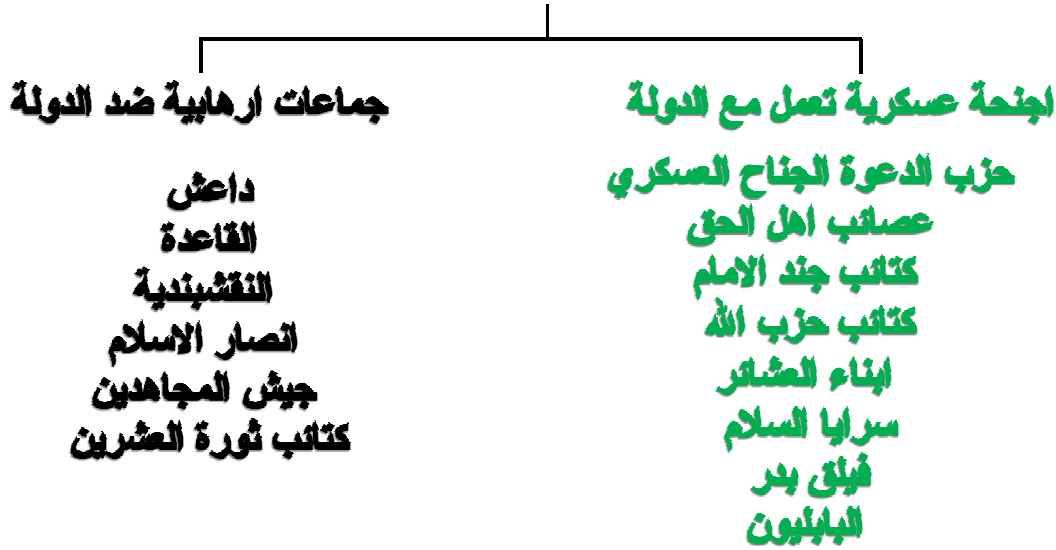 اجنحة عسكرية تعمل مع الدولة
حزب الدعوة الجناح العسكري
عصائب اهل الحق
كتائب جند الامام
كتائب حزب الله
ابناء العشائر
سرايا السلام
فيلق بدر
البابليون
جماعات ارهابية ضد الدولة
داعش
القاعدة
النقشبندية
انصار الاسلام
جيش المجاهدين
كتائب ثورة العشرين